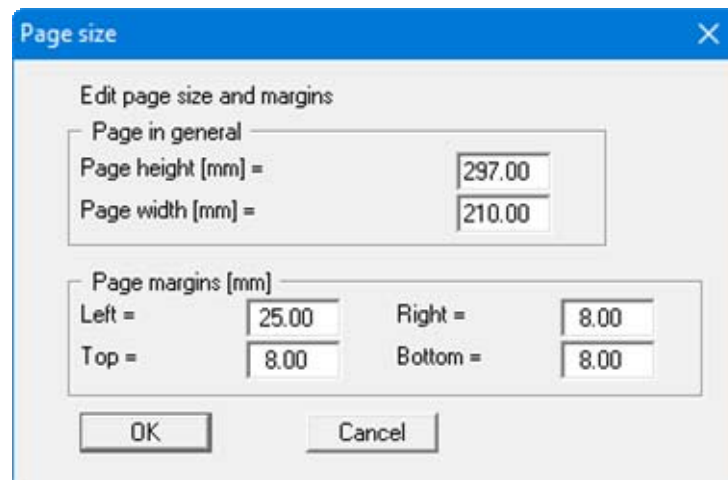 Page size
Edit page size and margins
Page in general
Page height [mm] = 297.00
Page width [mm] = 210.00
Page margins [mm]
Left = 25.00 Right = 8.00
Top = 8.00 Bottom = 8.00
OK Cancel